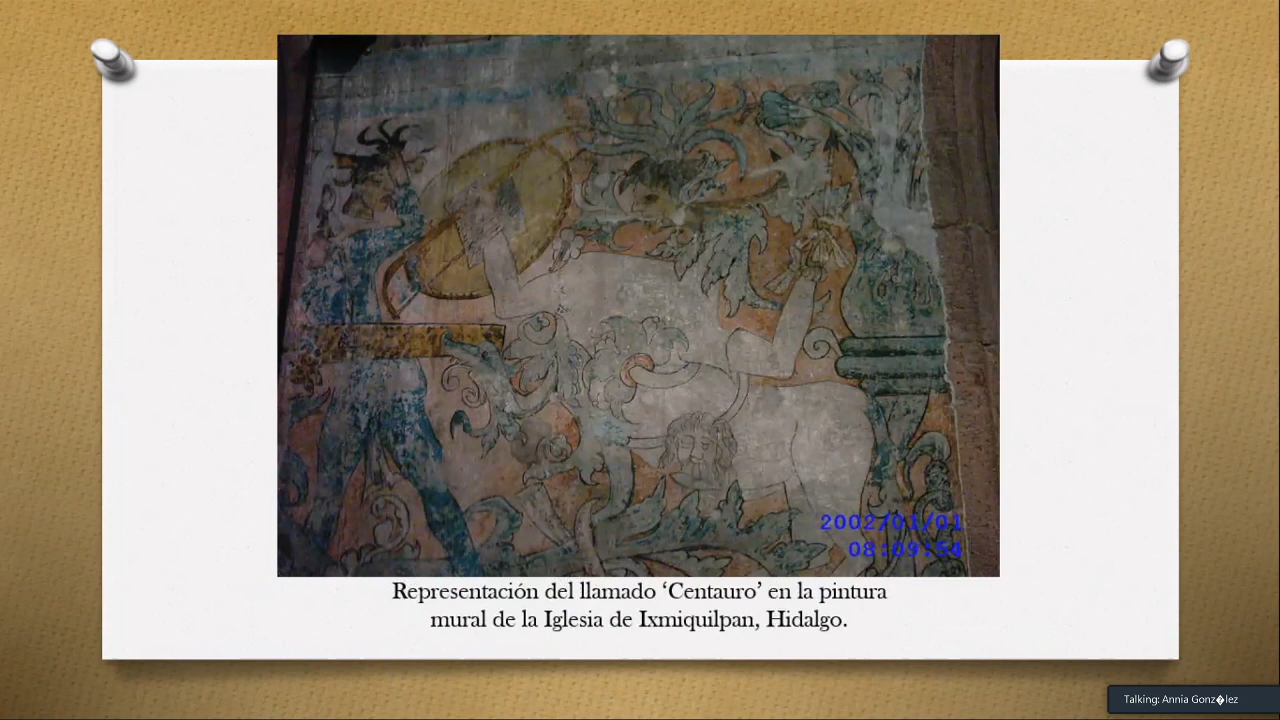 2002/01/01
08:09:54
Representación del llamado ‘Centauro’ en la pintura
mural de la Iglesia de Ixmiquilpan, Hidalgo.
Talking: Annia Gonz�lez